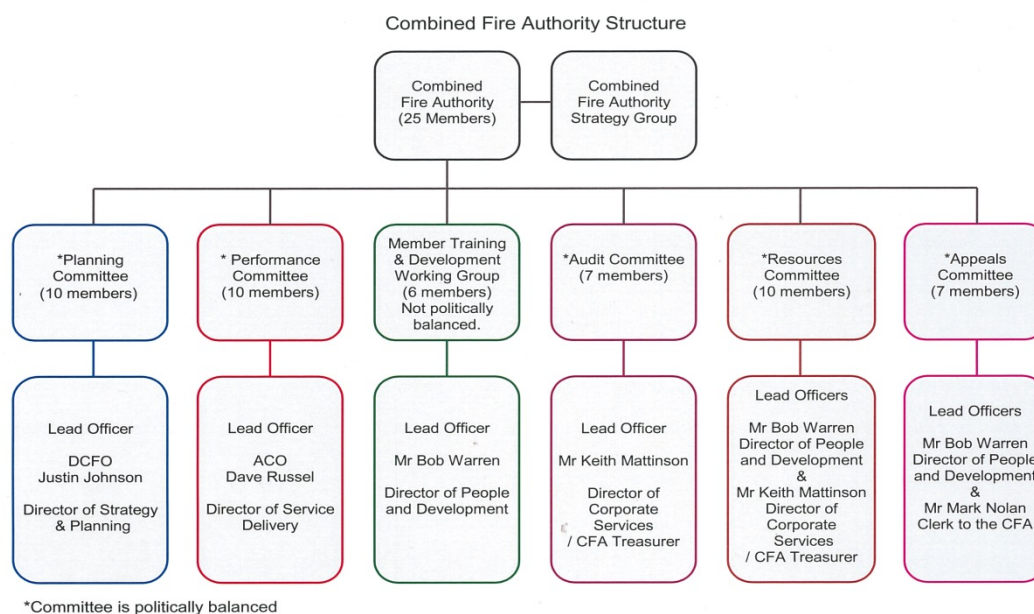 Combined Fire Authority Structure
Combined
Fire Authority
(25 Members)
Combined
Fire Authority
Strategy Group
*Planning
Committee
(10 members)
* Performance
Committee
(10 members)
Member Training
& Development
Working Group
(6 members)
Not politically
balanced.
*Audit Committee
(7 members)
*Resources
Committee
(10 members)
*Appeals
Committee
(7 members)
Lead Officer
DCFO
Justin Johnson
Director of Strategy
& Planning
Lead Officer
ACO
Dave Russel
Director of Service
Delivery
Lead Officer
Mr Bob Warren
Director of People
and Development
Lead Officer
Mr Keith Mattinson
Director of
Corporate
Services
/ CFA Treasurer
Lead Officers
Mr Bob Warren
Director of People
and Development
&
Mr Keith Mattinson
Director of
Corporate
Services
/ CFA Treasurer
Lead Officers
Mr Bob Warren
Director of People
and Development
&
Mr Mark Nolan
Clerk to the CFA
*Committee is politically balanced